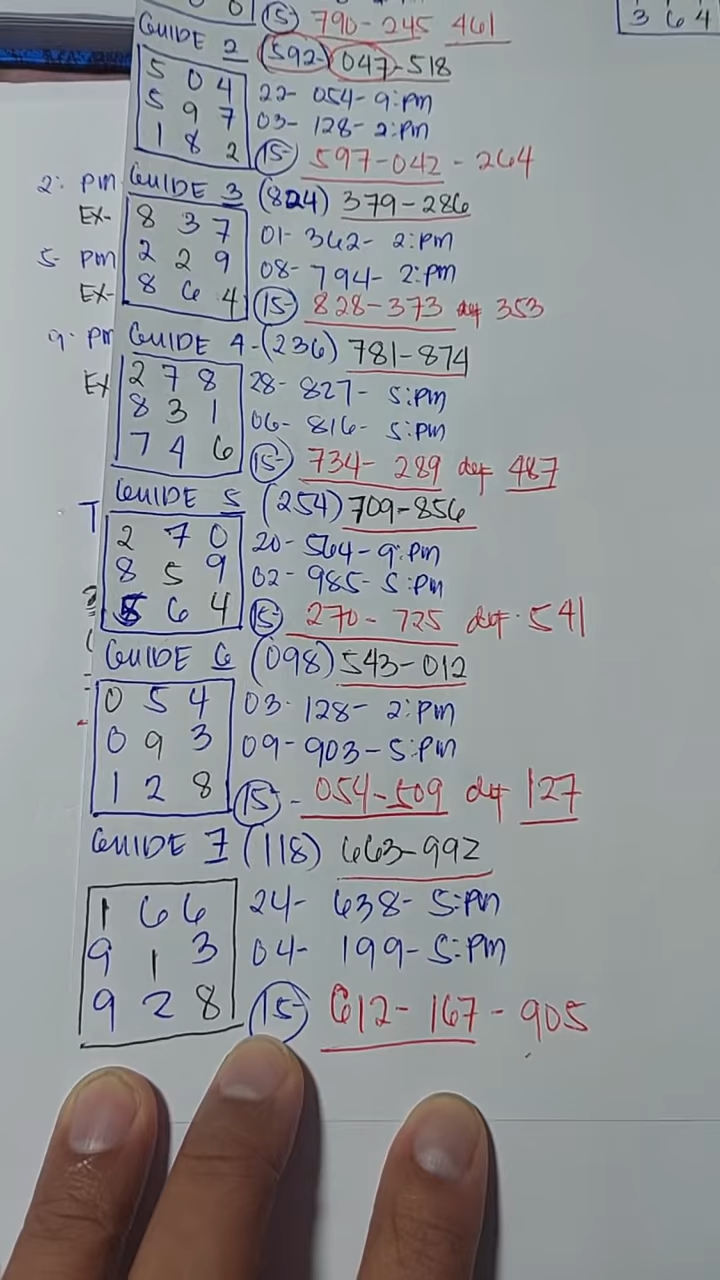 0 0
15- 790-245 461
3 6 4
GUIDE 2 (592) 047-518
5 0 4
5 9 7
1 8 2
22- 054-9:pm
03- 128- 2:pm
15- 597-042 - 264
2: pm
EX-
5- pm
EX-
9: pm
EX
T
GUIDE 3 (824) 379-286
8 3 7
2 2 9
8 6 4
01- 362- 2:pm
08- 794- 2:pm
15- 828-373 def 353
GUIDE 4-(236) 781-874
2 7 8
8 3 1
7 4 6
28- 827- 5:pm
06- 816- 5:pm
15- 734- 289 def 487
GUIDE 5 (254) 709-856
2 7 0
8 5 9
5 6 4
20- 564-9:pm
02- 985- 5:pm
15- 270- 725 def. 541
GUIDE 6 (098) 543-012
0 5 4
0 9 3
1 2 8
03- 128- 2:pm
09- 903- 5:pm
15- - 054-509 def 127
GUIDE 7 (118) 663-992
1 6 6
9 1 3
9 2 8
24- 638- 5:pm
04- 199- 5:pm
15- 612- 167 - 905